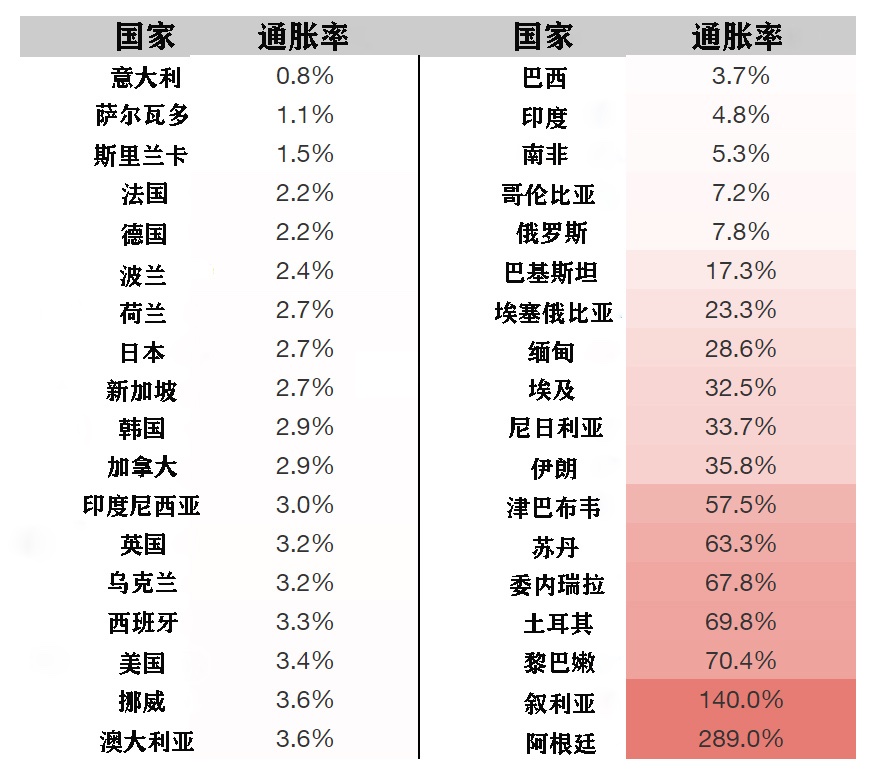 国家 通胀率 国家 通胀率
意大利 0.8% 巴西 3.7%
萨尔瓦多 1.1% 印度 4.8%
斯里兰卡 1.5% 南非 5.3%
法国 2.2% 哥伦比亚 7.2%
德国 2.2% 俄罗斯 7.8%
波兰 2.4% 巴基斯坦 17.3%
荷兰 2.7% 埃塞俄比亚 23.3%
日本 2.7% 缅甸 28.6%
新加坡 2.7% 埃及 32.5%
韩国 2.9% 尼日利亚 33.7%
加拿大 2.9% 伊朗 35.8%
印度尼西亚 3.0% 津巴布韦 57.5%
英国 3.2% 苏丹 63.3%
乌克兰 3.2% 委内瑞拉 67.8%
西班牙 3.3% 土耳其 69.8%
美国 3.4% 黎巴嫩 70.4%
挪威 3.6% 叙利亚 140.0%
澳大利亚 3.6% 阿根廷 289.0%